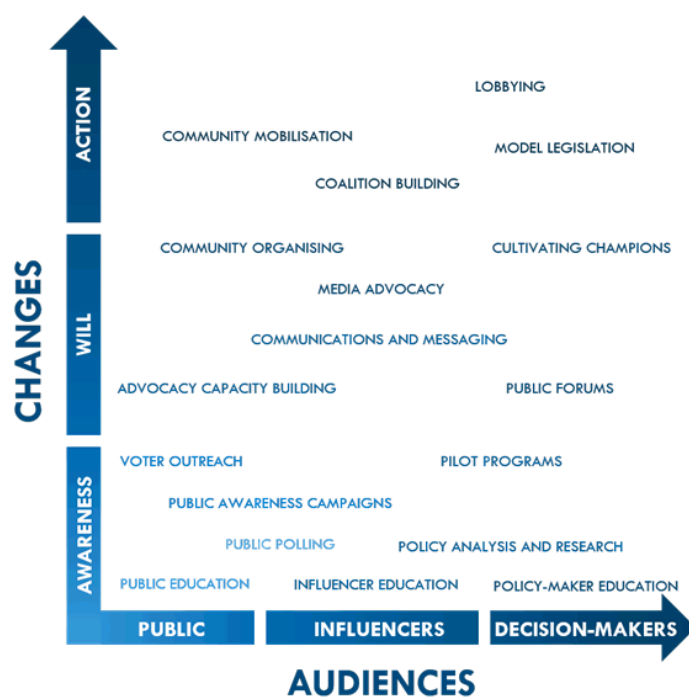 LOBBYING
COMMUNITY MOBILISATION
MODEL LEGISLATION
COALITION BUILDING
ACTION
COMMUNITY ORGANISING
CULTIVATING CHAMPIONS
MEDIA ADVOCACY
COMMUNICATIONS AND MESSAGING
ADVOCACY CAPACITY BUILDING
PUBLIC FORUMS
WILL
CHANGES
VOTER OUTREACH
PILOT PROGRAMS
PUBLIC AWARENESS CAMPAIGNS
PUBLIC POLLING
POLICY ANALYSIS AND RESEARCH
PUBLIC EDUCATION
INFLUENCER EDUCATION
POLICY-MAKER EDUCATION
AWARENESS
PUBLIC
INFLUENCERS
DECISION-MAKERS
AUDIENCES